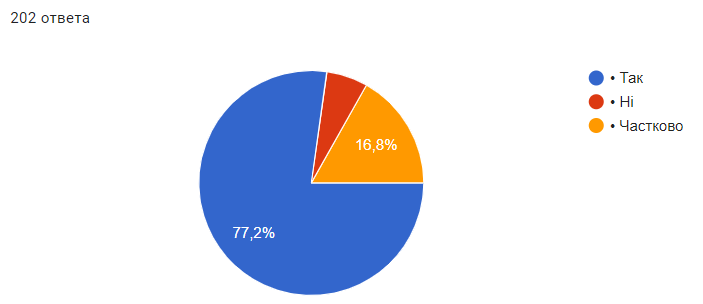 202 ответа
• Так
• Ні
• Частково
16,8%
77,2%